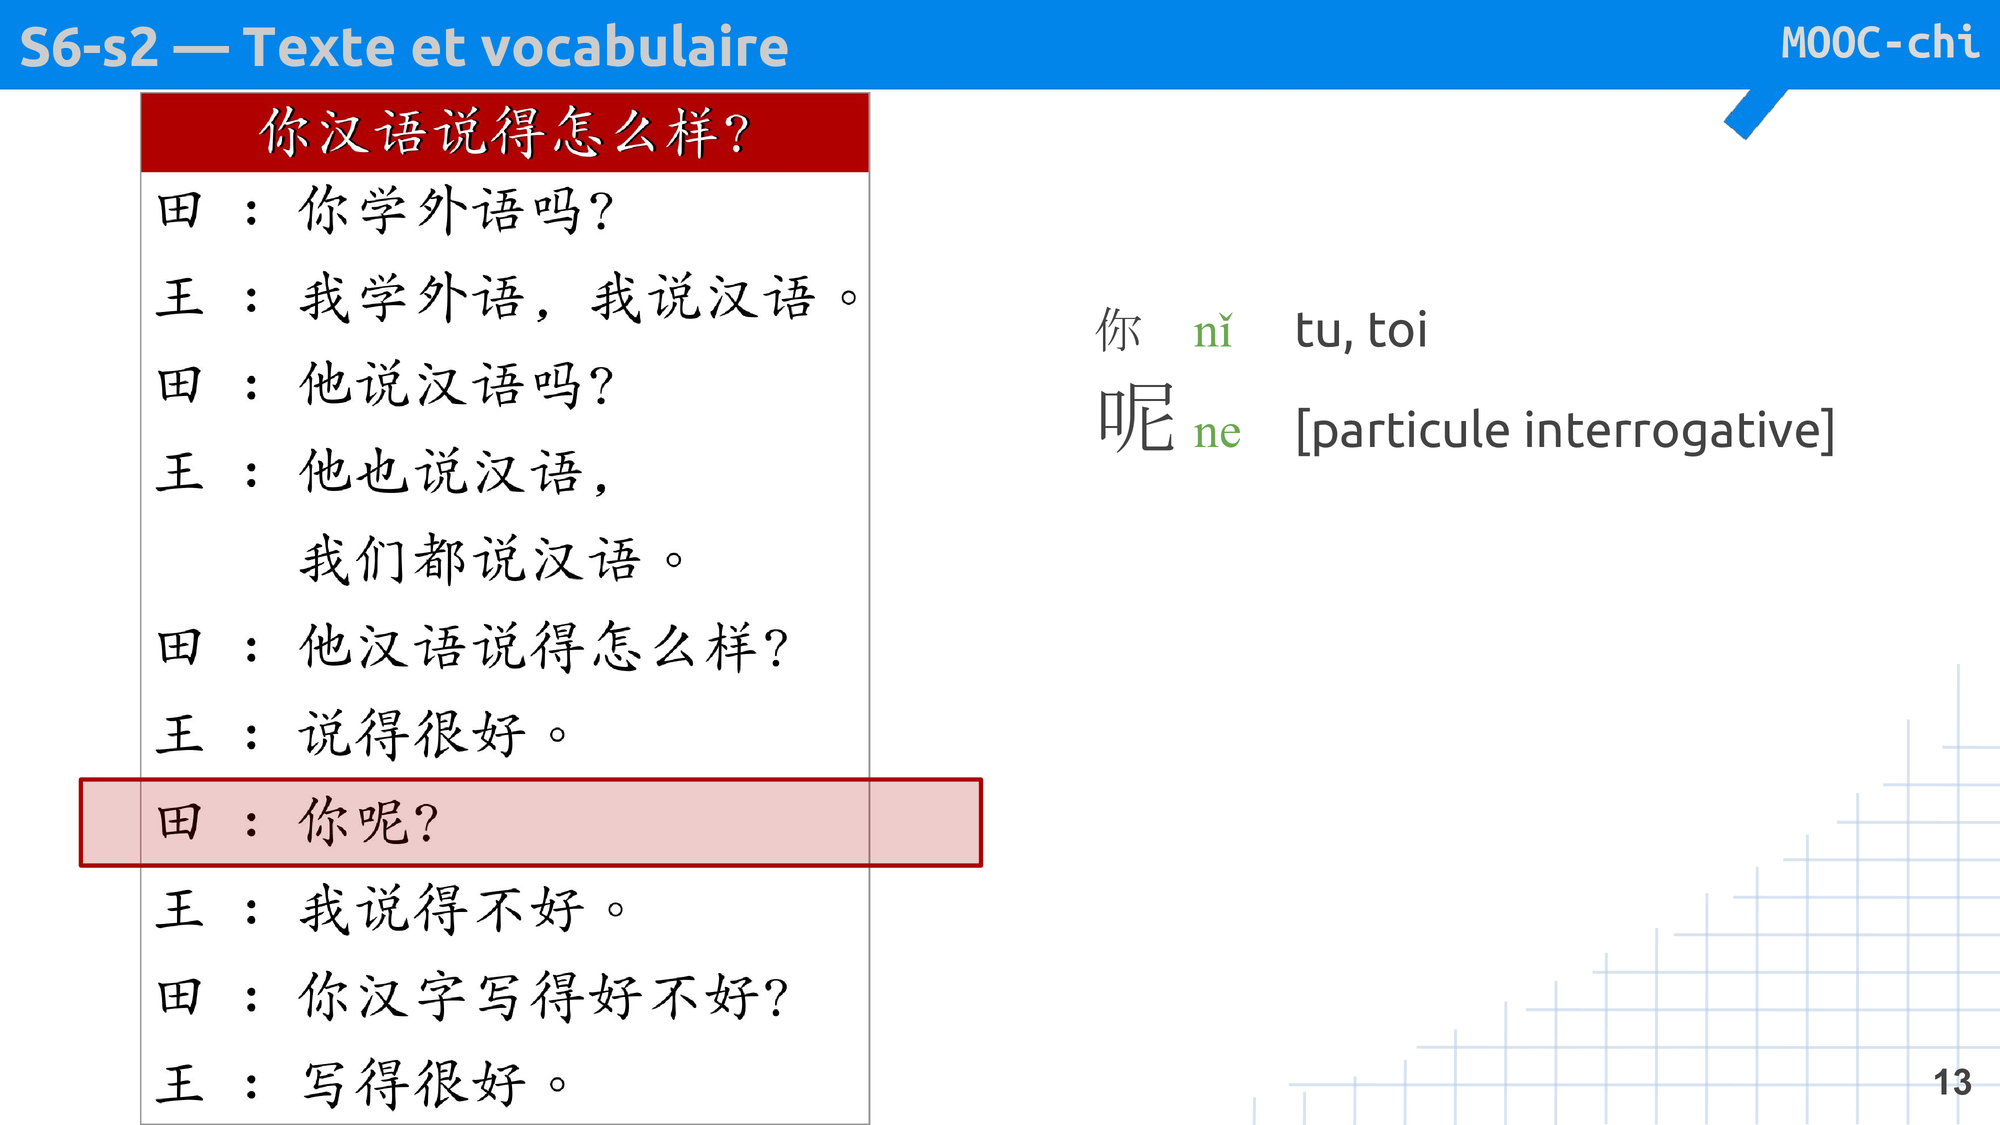 S6-s2 — Texte et vocabulaire
MOOC-chi
你汉语说得怎么样?
田 : 你学外语吗?
王 : 我学外语, 我说汉语。
田 : 他说汉语吗?
王 : 他也说汉语,
我们都说汉语。
田 : 他汉语说得怎么样?
王 : 说得很好。
田 : 你呢?
王 : 我说得不好。
田 : 你汉字写得好不好?
王 : 写得很好。
你 nǐ tu, toi
呢 ne [particule interrogative]
13